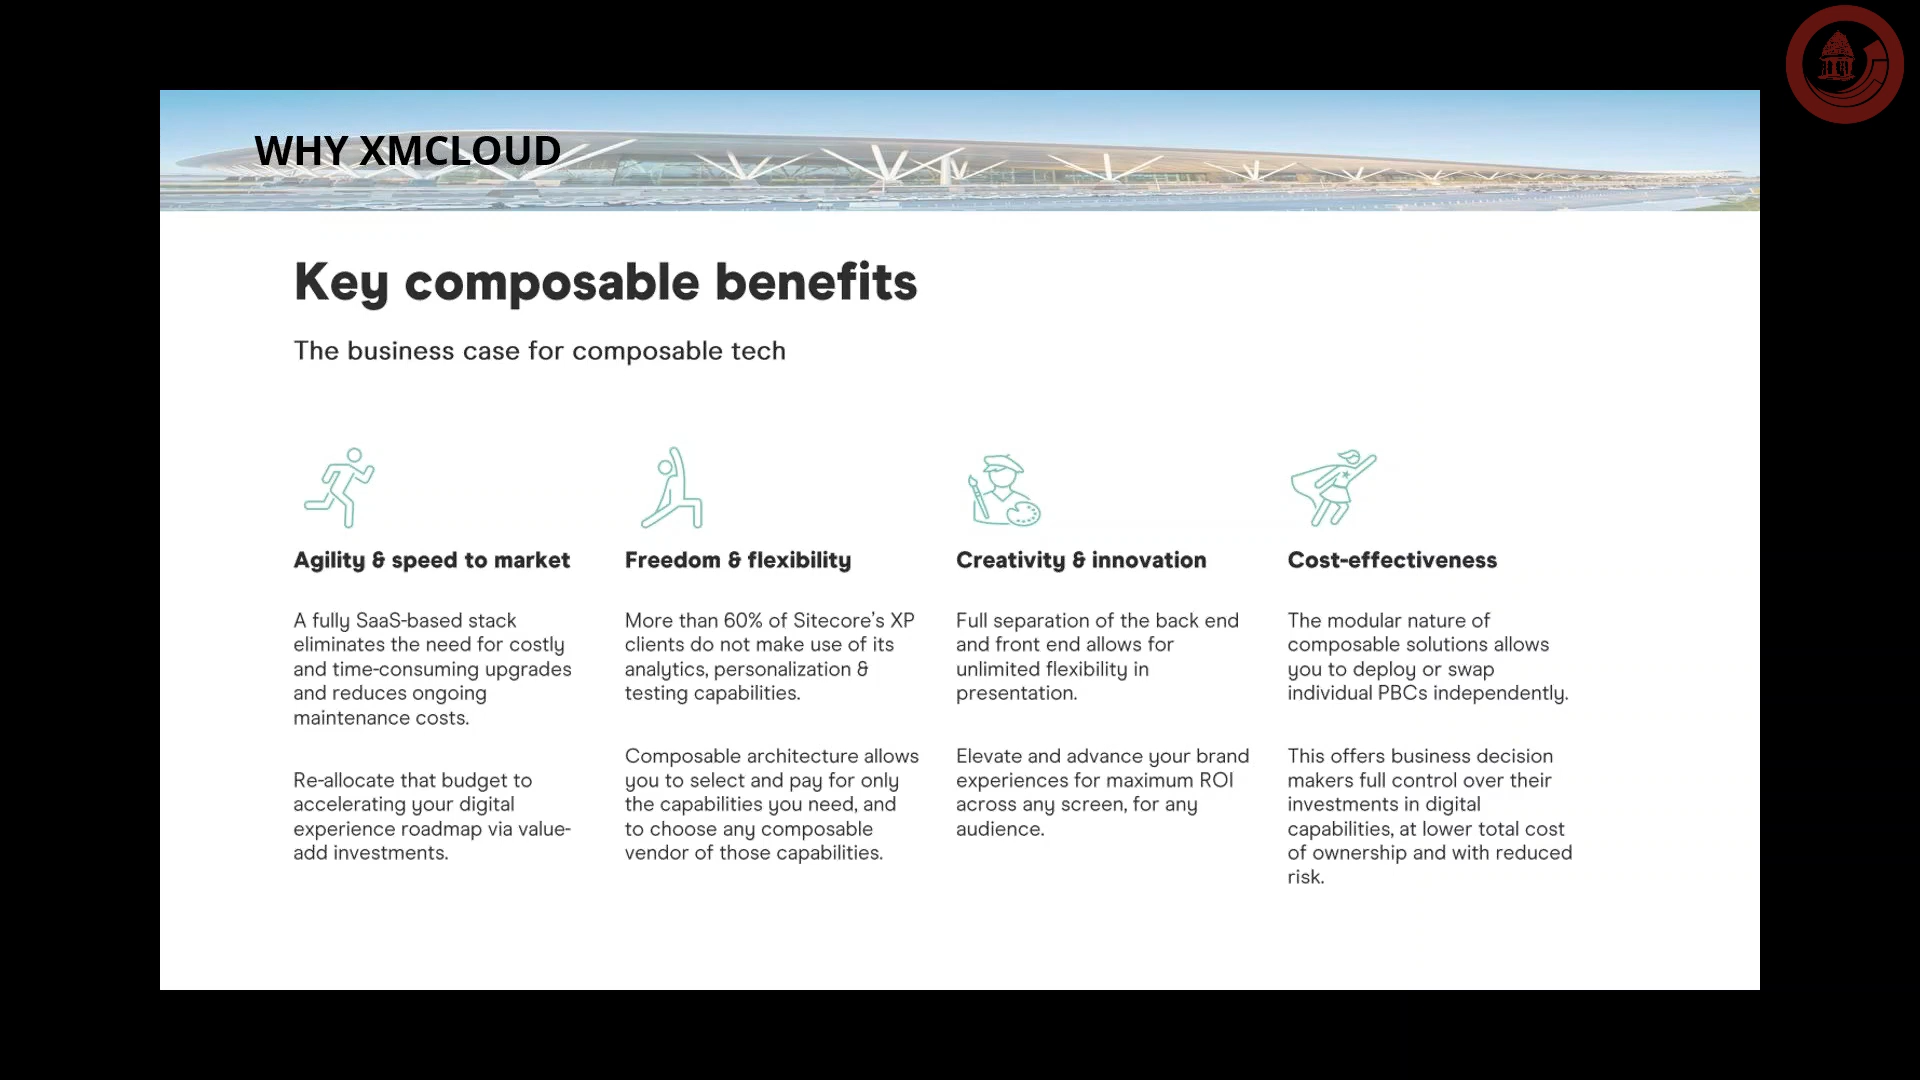 WHY XMCLOUD
Key composable benefits
The business case for composable tech
Agility & speed to market
A fully SaaS-based stack
eliminates the need for costly
and time-consuming upgrades
and reduces ongoing
maintenance costs.
Re-allocate that budget to
accelerating your digital
experience roadmap via value-
add investments.
Freedom & flexibility
More than 60% of Sitecore's XP
clients do not make use of its
analytics, personalization &
testing capabilities.
Composable architecture allows
you to select and pay for only
the capabilities you need, and
to choose any composable
vendor of those capabilities.
Creativity & innovation
Full separation of the back end
and front end allows for
unlimited flexibility in
presentation.
Elevate and advance your brand
experiences for maximum ROI
across any screen, for any
audience.
Cost-effectiveness
The modular nature of
composable solutions allows
you to deploy or swap
individual PBCs independently.
This offers business decision
makers full control over their
investments in digital
capabilities, at lower total cost
of ownership and with reduced
risk.